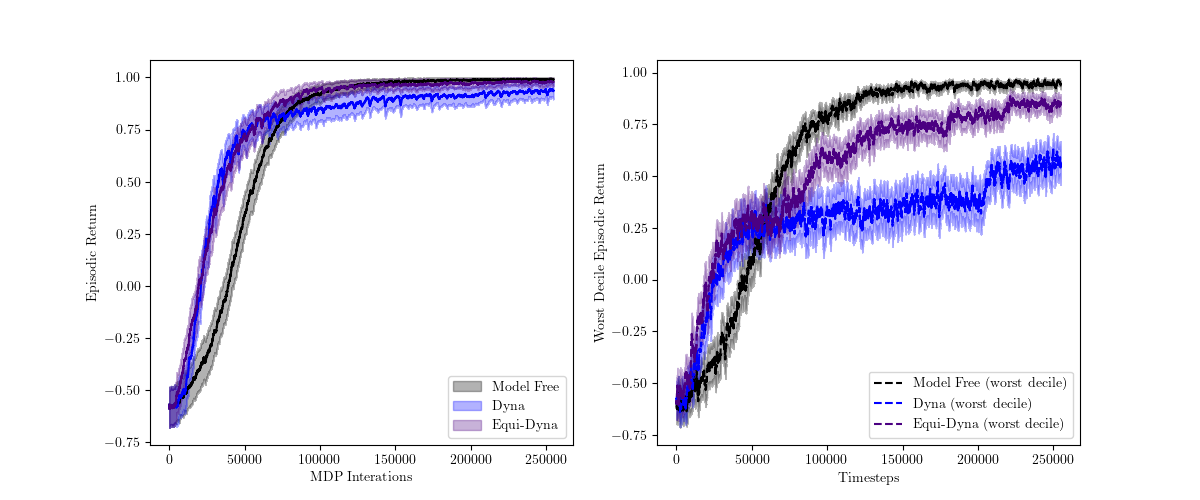 1.00
0.75
0.50
0.25
0.00
−0.25
−0.50
−0.75
Episodic Return
0
50000
100000
150000
200000
250000
MDP Interations
Model Free
Dyna
Equi-Dyna
1.00
0.75
0.50
0.25
0.00
−0.25
−0.50
−0.75
Worst Decile Episodic Return
0
50000
100000
150000
200000
250000
Timesteps
Model Free (worst decile)
Dyna (worst decile)
Equi-Dyna (worst decile)